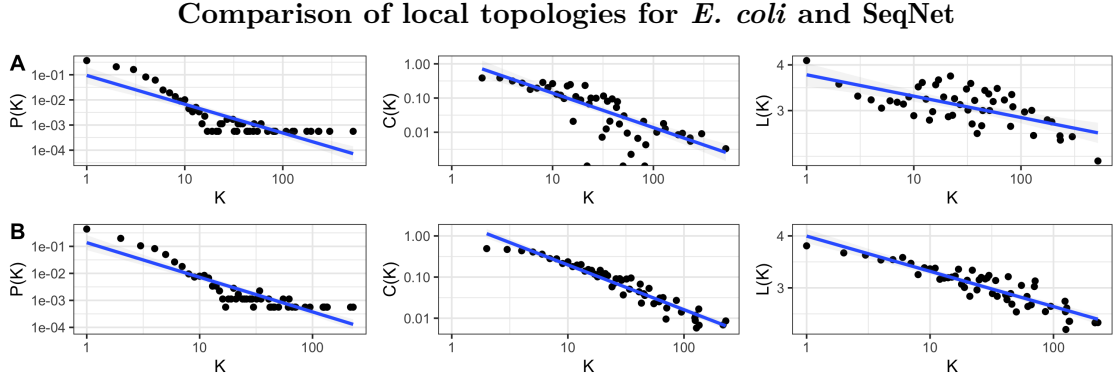 Comparison of local topologies for E. coli and SeqNet
A
P(K)
1e-01
1e-02
1e-03
1e-04
1
10
100
K
C(K)
1.00
0.10
0.01
1
10
100
K
L(K)
4
3
1
10
100
K
B
P(K)
1e-01
1e-02
1e-03
1e-04
1
10
100
K
C(K)
1.00
0.10
0.01
1
10
100
K
L(K)
4
3
1
10
100
K